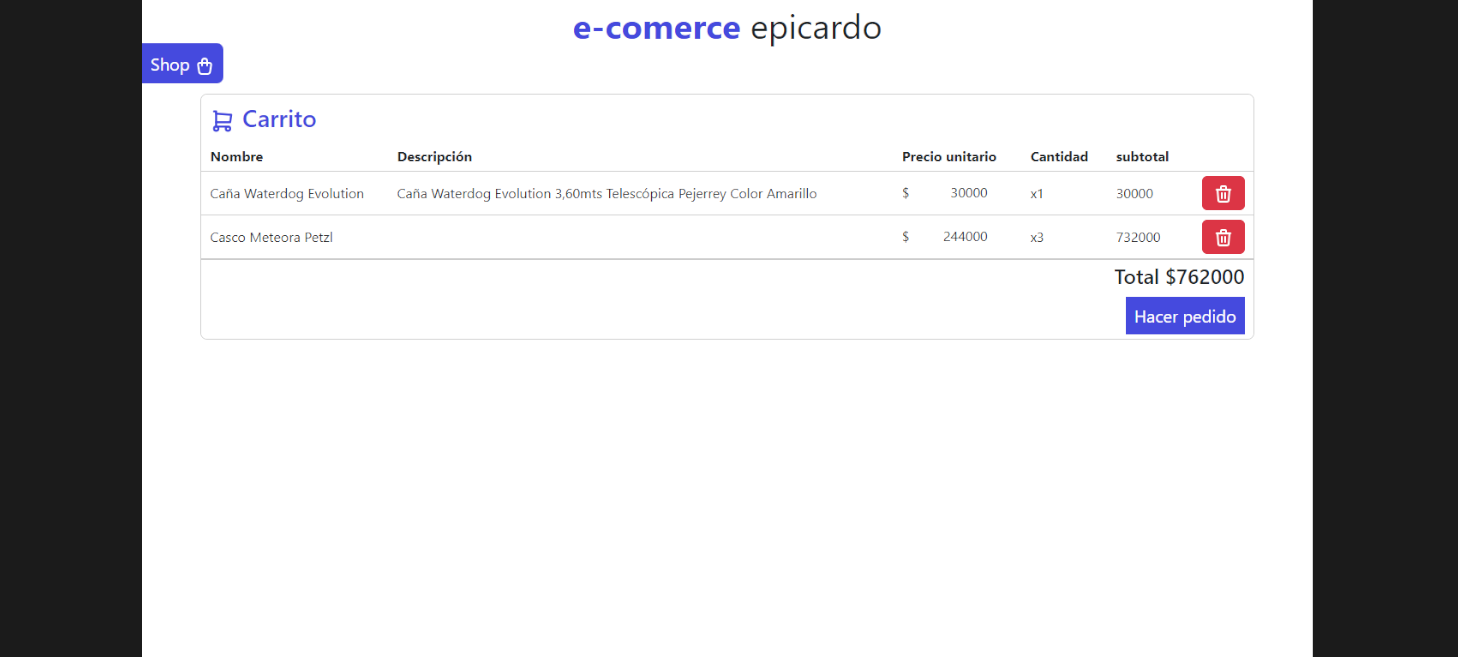 e-comerce epicardo
Shop
Carrito
Nombre Descripción Precio unitario Cantidad subtotal
Caña Waterdog Evolution Caña Waterdog Evolution 3,60mts Telescópica Pejerrey Color Amarillo $ 30000 x1 30000
Casco Meteora Petzl $ 244000 x3 732000
Total $762000
Hacer pedido